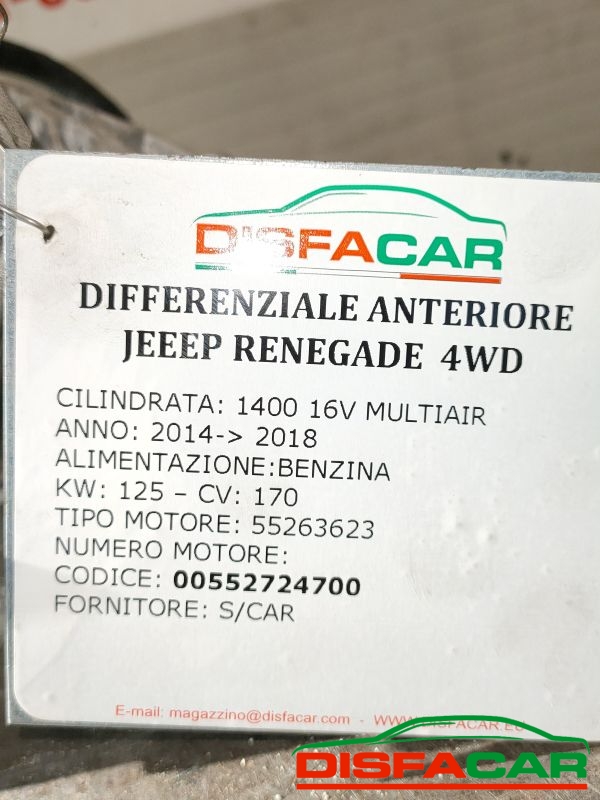 DISFACAR
DIFFERENZIALE ANTERIORE
JEEEP RENEGADE 4WD
CILINDRATA: 1400 16V MULTIAIR
ANNO: 2014-> 2018
ALIMENTAZIONE:BENZINA
KW: 125 – CV: 170
TIPO MOTORE: 55263623
NUMERO MOTORE:
CODICE: 00552724700
FORNITORE: S/CAR
E-mail: magazzino@disfacar.com - WWW.DISFACAR.EU
DISFACAR